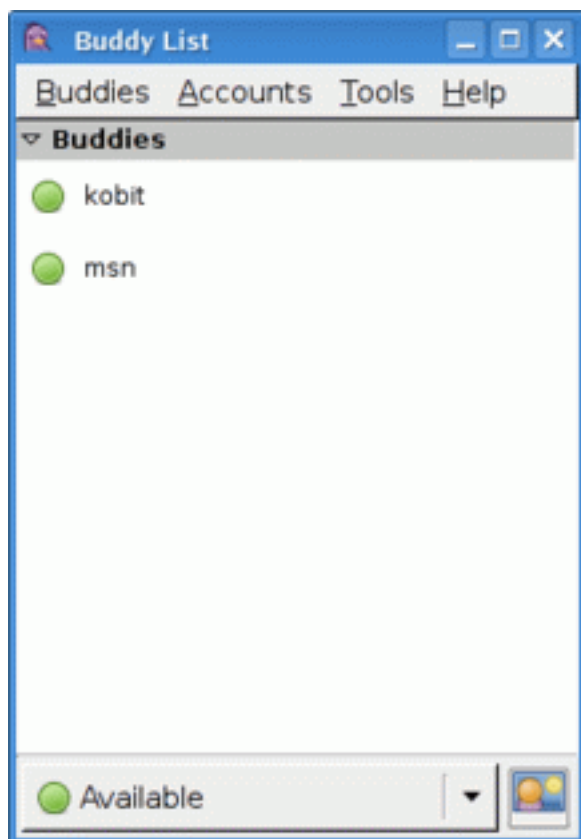 Buddy List
Buddies Accounts Tools Help
Buddies
kobit
msn
Available